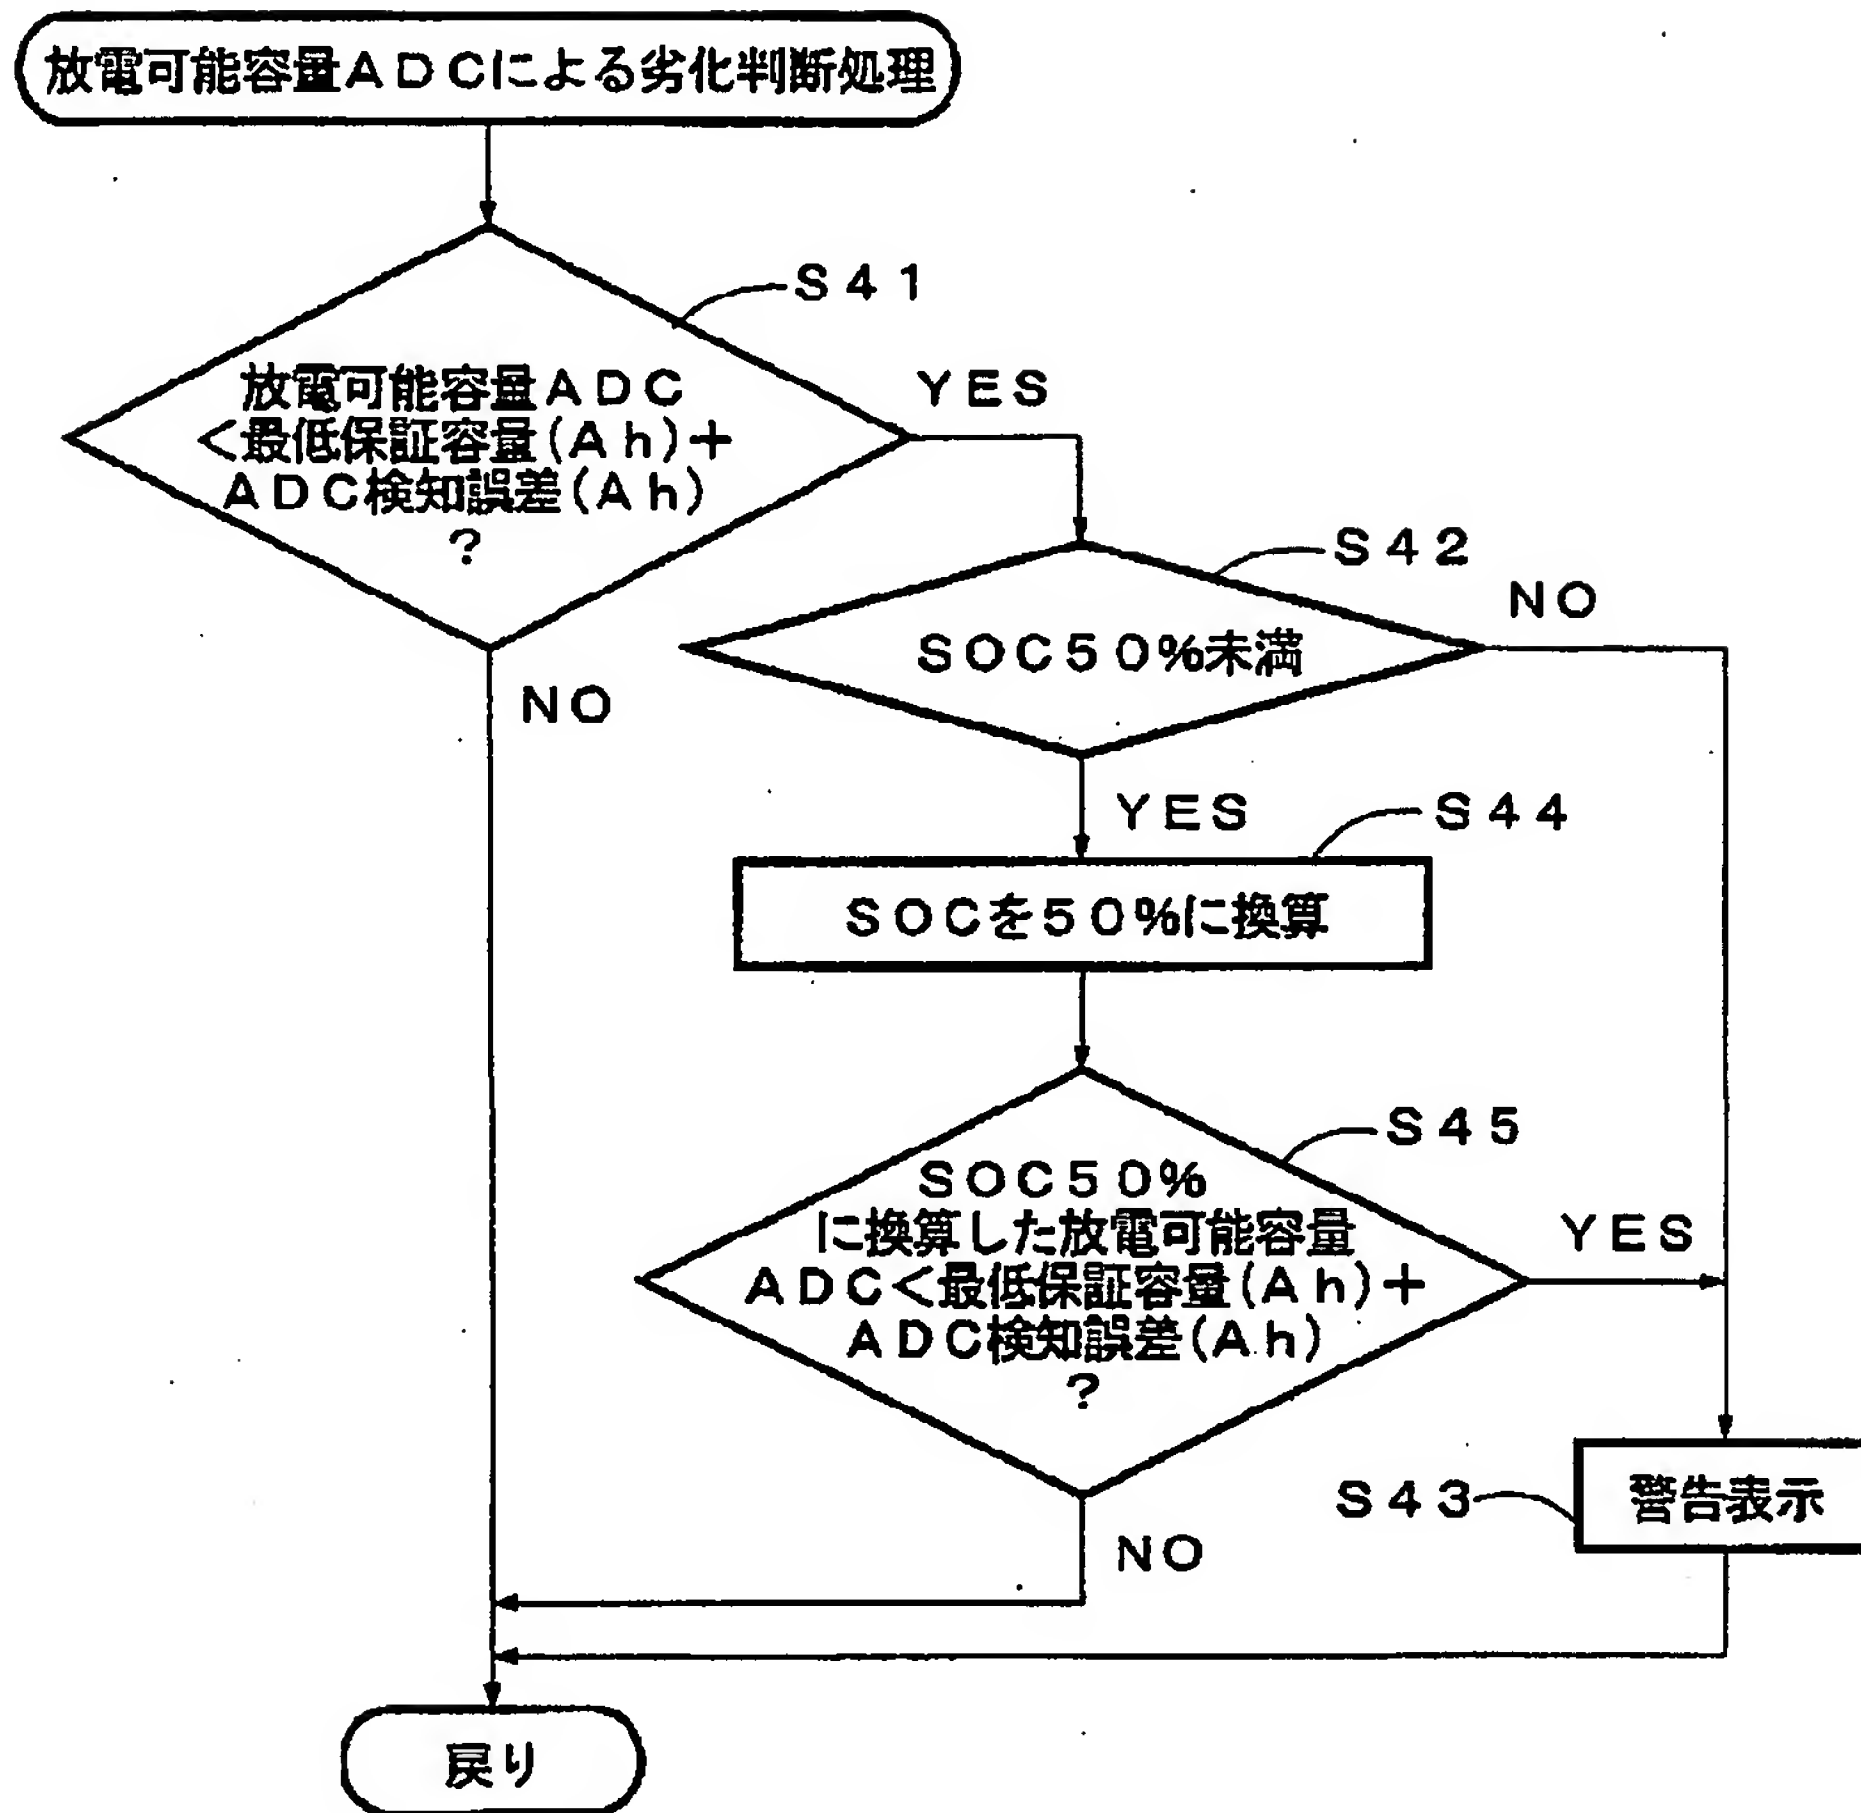 放電可能容量ADCによる劣化判断処理
S41
放電可能容量ADC
<最低保証容量(Ah)+
ADC検知誤差(Ah)
?
YES
NO
S42
SOC50%未満
NO
YES
S44
SOCを50%に換算
S45
SOC50%
に換算した放電可能容量
ADC<最低保証容量(Ah)+
ADC検知誤差(Ah)
?
YES
NO
S43
警告表示
戻り